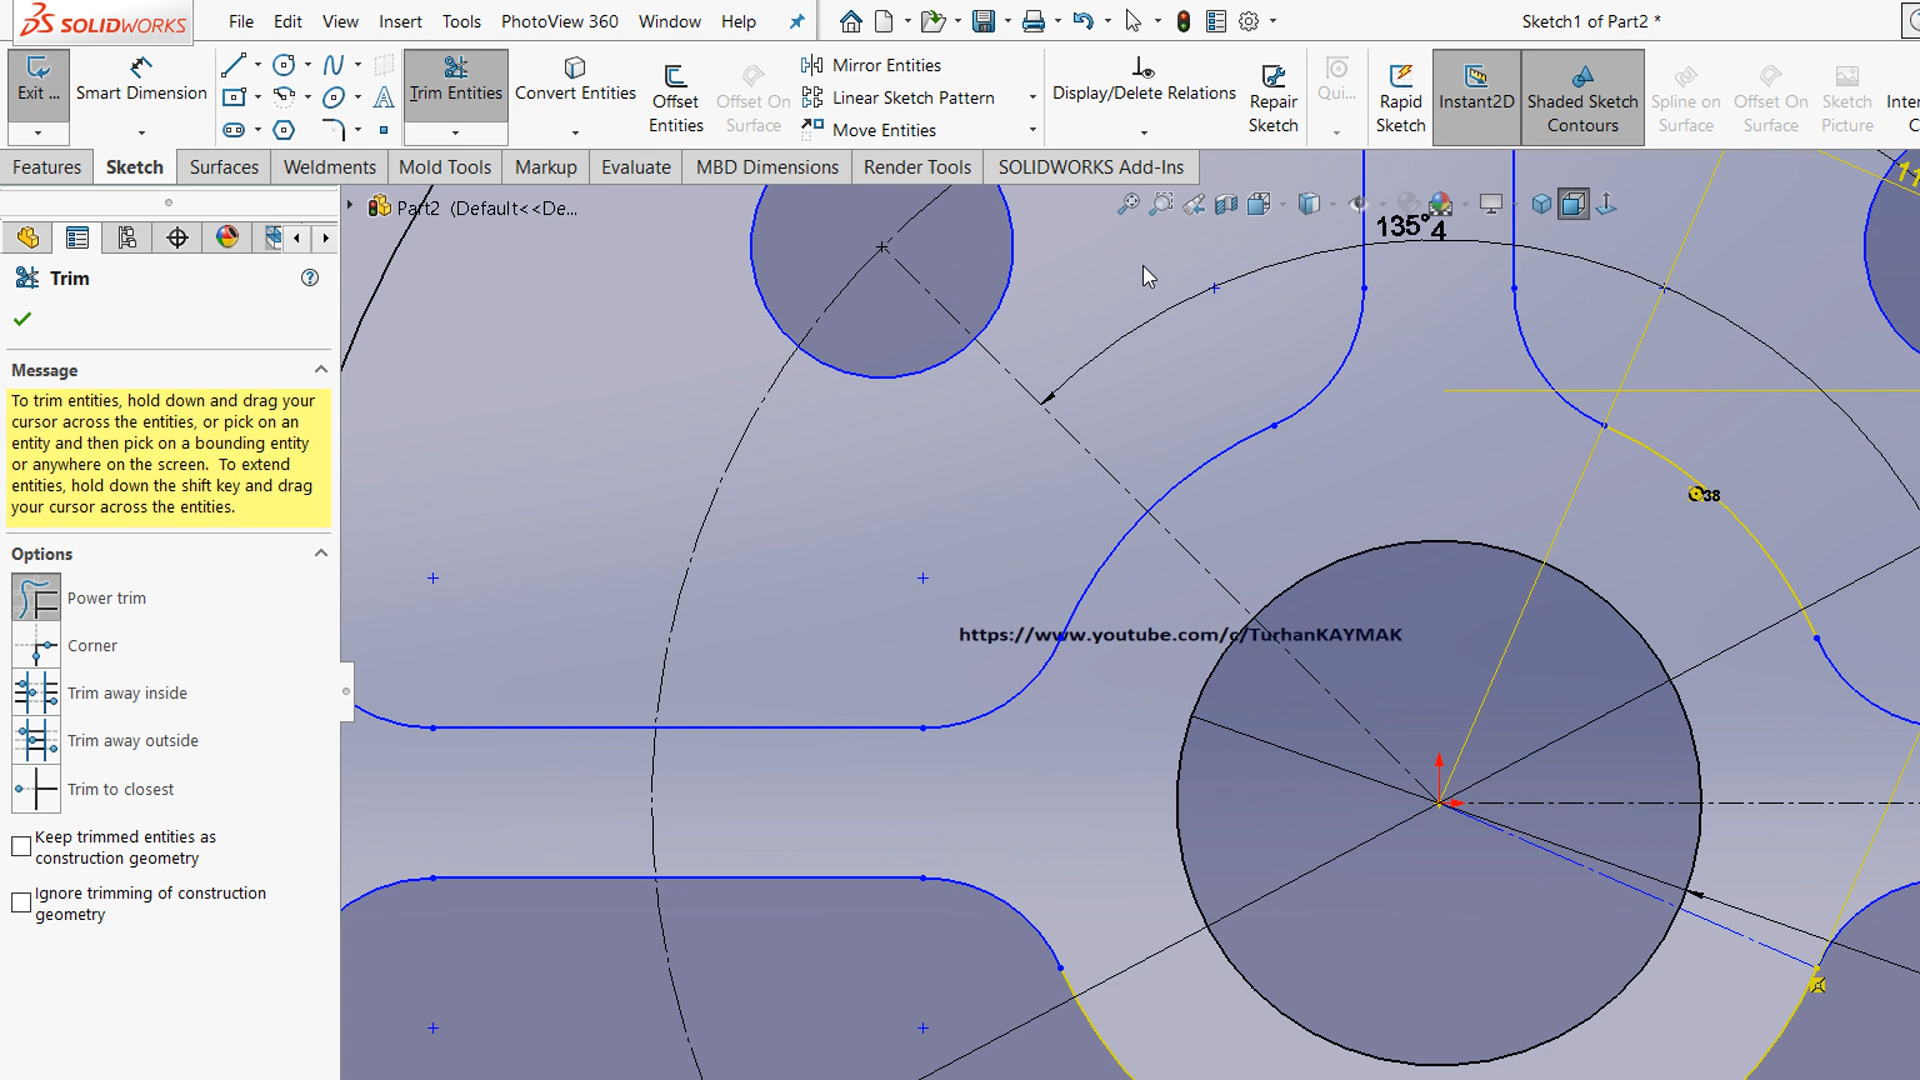 SOLIDWORKS
File Edit View Insert Tools PhotoView 360 Window Help
Sketch1 of Part2 *
Exit ...
Smart Dimension
Trim Entities
Convert Entities
Offset Entities
Offset On Surface
Mirror Entities
Linear Sketch Pattern
Move Entities
Display/Delete Relations
Repair Sketch
Qui...
Rapid Sketch
Instant2D
Shaded Sketch Contours
Spline on Surface
Offset On Surface
Sketch Picture
Features Sketch Surfaces Weldments Mold Tools Markup Evaluate MBD Dimensions Render Tools SOLIDWORKS Add-Ins
Part2 (Default<<De...
Trim
Message
To trim entities, hold down and drag your
cursor across the entities, or pick on an
entity and then pick on a bounding entity
or anywhere on the screen. To extend
entities, hold down the shift key and drag
your cursor across the entities.
Options
Power trim
Corner
Trim away inside
Trim away outside
Trim to closest
Keep trimmed entities as
construction geometry
Ignore trimming of construction
geometry
135°
4
38
https://www.youtube.com/c/TurhanKAYMAK